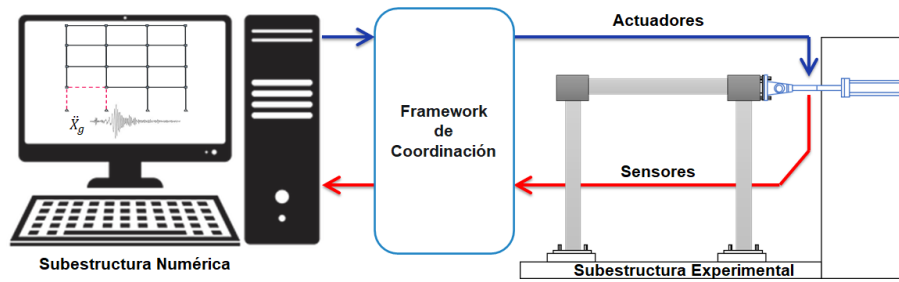 Actuadores
Ẍg
Framework
de
Coordinación
Sensores
Subestructura Numérica
Subestructura Experimental